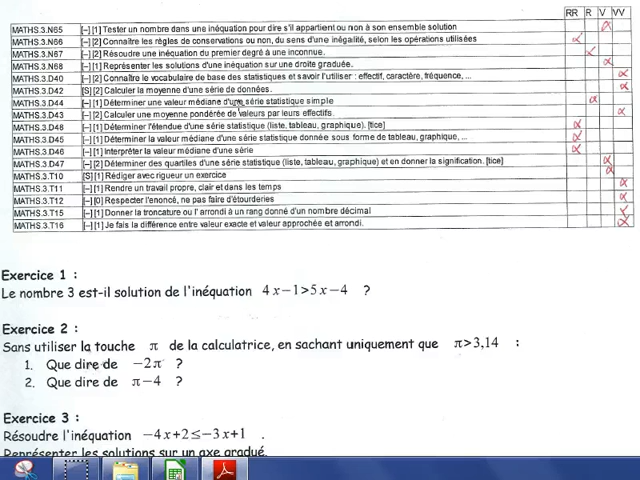 RR R V VV
MATHS.3.N65 [–] [1] Tester un nombre dans une inéquation pour dire s'il appartient ou non à son ensemble solution
MATHS.3.N66 [–] [2] Connaître les règles de conservations ou non, du sens d'une inégalité, selon les opérations utilisées
MATHS.3.N67 [–] [2] Résoudre une inéquation du premier degré à une inconnue.
MATHS.3.N68 [–] [1] Représenter les solutions d'une inéquation sur une droite graduée.
MATHS.3.D40 [–] [2] Connaître le vocabulaire de base des statistiques et savoir l'utiliser : effectif, caractère, fréquence, ...
MATHS.3.D42 [S] [2] Calculer la moyenne d'une série de données.
MATHS.3.D44 [–] [1] Déterminer une valeur médiane d'une série statistique simple
MATHS.3.D43 [–] [2] Calculer une moyenne pondérée de valeurs par leurs effectifs.
MATHS.3.D48 [–] [1] Déterminer l'étendue d'une série statistique (liste, tableau, graphique). [tice]
MATHS.3.D45 [–] [1] Déterminer la valeur médiane d'une série statistique donnée sous forme de tableau, graphique, ...
MATHS.3.D46 [–] [1] Interpréter la valeur médiane d'une série
MATHS.3.D47 [–] [2] Déterminer des quartiles d'une série statistique (liste, tableau, graphique) et en donner la signification. [tice]
MATHS.3.T10 [S] [1] Rédiger avec rigueur un exercice
MATHS.3.T11 [–] [1] Rendre un travail propre, clair et dans les temps
MATHS.3.T12 [–] [0] Respecter l'enoncé, ne pas faire d'étourderies
MATHS.3.T15 [–] [1] Donner la troncature ou l' arrondi à un rang donné d'un nombre décimal
MATHS.3.T16 [–] [1] Je fais la différence entre valeur exacte et valeur approchée et arrondi.
Exercice 1 :
Le nombre 3 est-il solution de l'inéquation 4x−1>5x−4 ?
Exercice 2 :
Sans utiliser la touche π de la calculatrice, en sachant uniquement que π>3,14 :
1. Que dire de −2π ?
2. Que dire de π−4 ?
Exercice 3 :
Résoudre l'inéquation −4x+2≤−3x+1 .
Représenter les solutions sur un axe gradué.